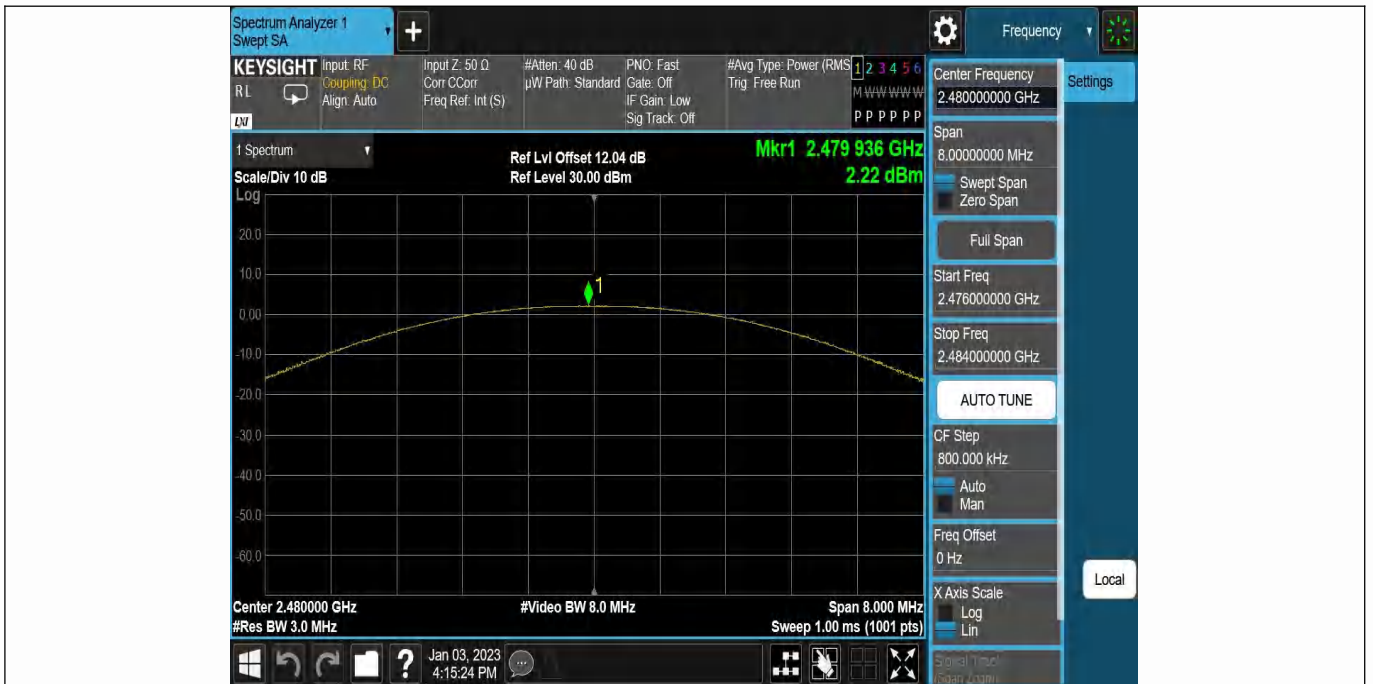 Spectrum Analyzer 1
Swept SA
Frequency
KEYSIGHT
RL
LXI
Input: RF
Coupling: DC
Align: Auto
Input Z: 50 Ω
Corr CCorr
Freq Ref: Int (S)
#Atten: 40 dB
µW Path: Standard
PNO: Fast
Gate: Off
IF Gain: Low
Sig Track: Off
#Avg Type: Power (RMS
Trig: Free Run
1 2 3 4 5 6
M W W W W W
P P P P P P
1 Spectrum
Scale/Div 10 dB
Log
Ref Lvl Offset 12.04 dB
Ref Level 30.00 dBm
Mkr1 2.479 936 GHz
2.22 dBm
20.0
10.0
0.00
-10.0
-20.0
-30.0
-40.0
-50.0
-60.0
1
Center 2.480000 GHz
#Res BW 3.0 MHz
#Video BW 8.0 MHz
Span 8.000 MHz
Sweep 1.00 ms (1001 pts)
Center Frequency
2.480000000 GHz
Settings
Span
8.00000000 MHz
Swept Span
Zero Span
Full Span
Start Freq
2.476000000 GHz
Stop Freq
2.484000000 GHz
AUTO TUNE
CF Step
800.000 kHz
Auto
Man
Freq Offset
0 Hz
X Axis Scale
Log
Lin
Local
Signal Track
(Span Zoom)
?
Jan 03, 2023
4:15:24 PM